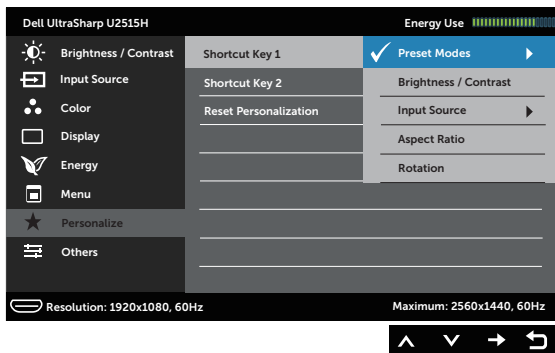 Dell UltraSharp U2515H
Energy Use
Brightness / Contrast
Input Source
Color
Display
Energy
Menu
Personalize
Others
Shortcut Key 1
Shortcut Key 2
Reset Personalization
Preset Modes
Brightness / Contrast
Input Source
Aspect Ratio
Rotation
Resolution: 1920x1080, 60Hz
Maximum: 2560x1440, 60Hz